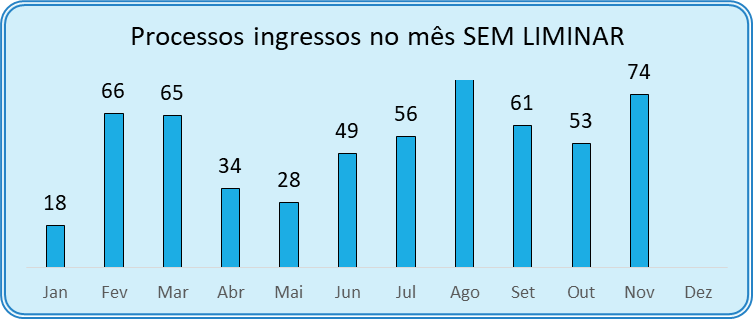 Processos ingressos no mês SEM LIMINAR
18 66 65 34 28 49 56 61 53 74
Jan Fev Mar Abr Mai Jun Jul Ago Set Out Nov Dez